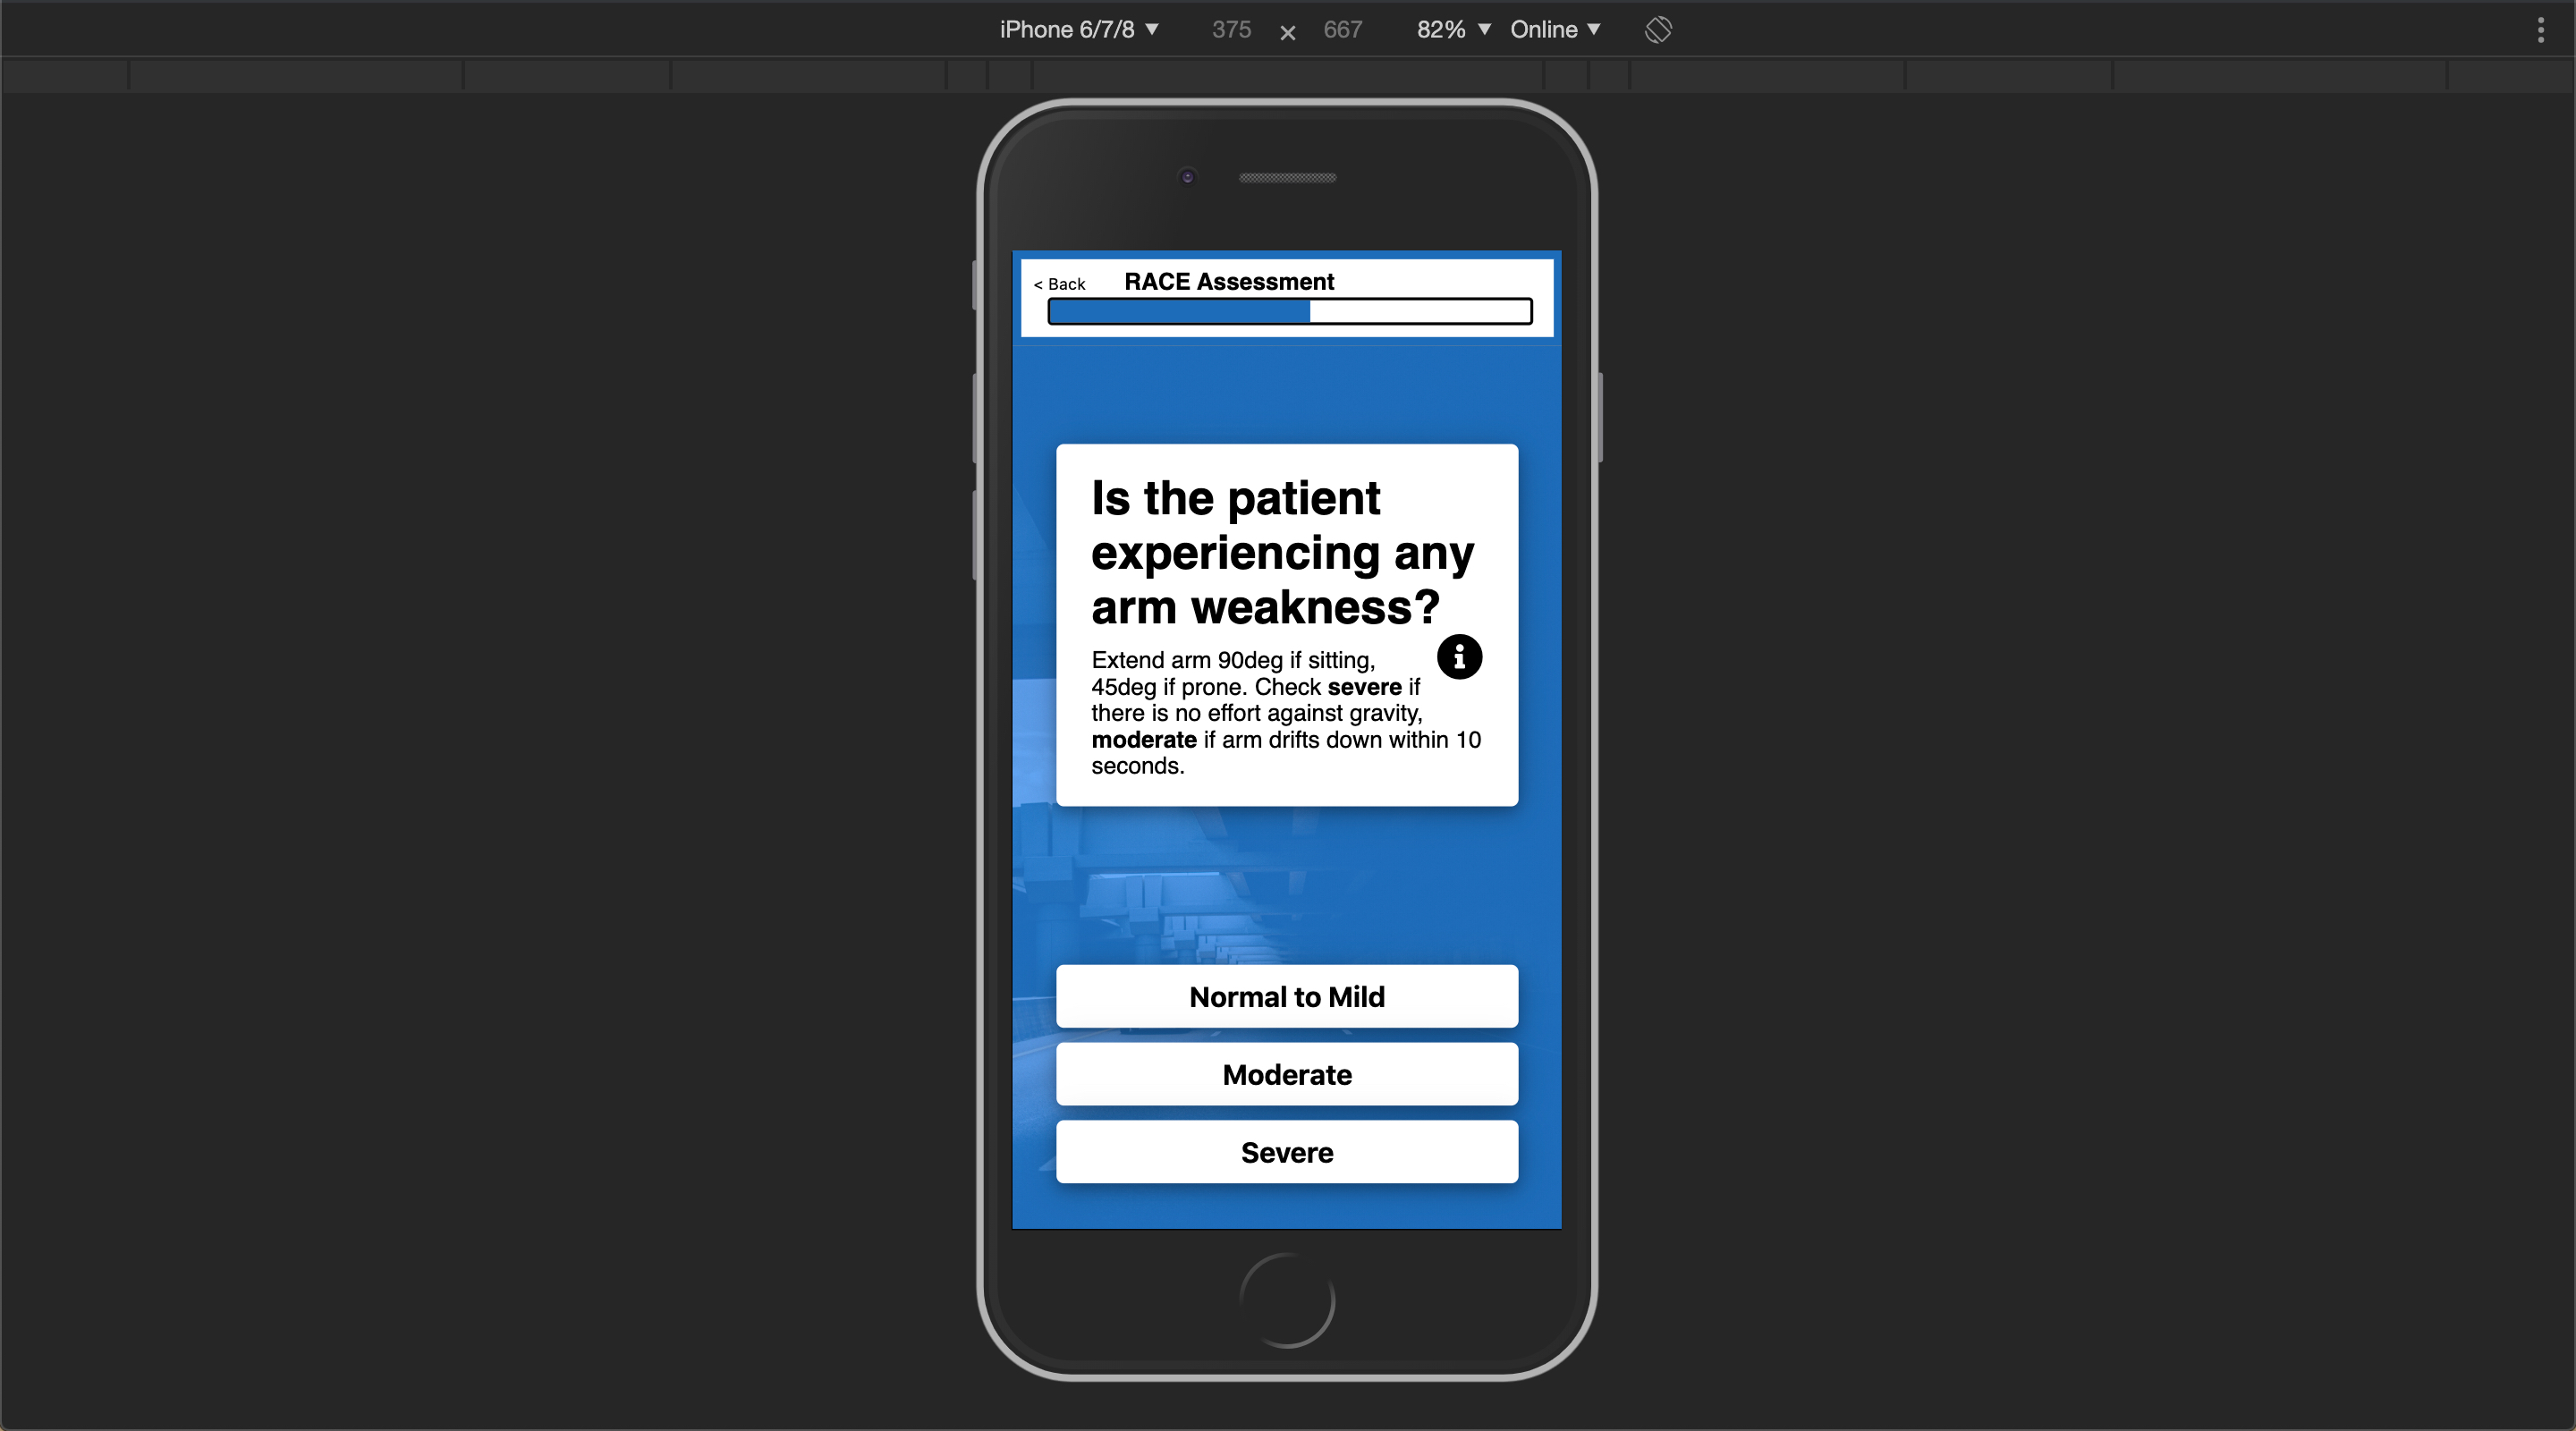 iPhone 6/7/8 ▼ 375 × 667 82% ▼ Online ▼
< Back RACE Assessment
Is the patient
experiencing any
arm weakness?
Extend arm 90deg if sitting,
45deg if prone. Check severe if
there is no effort against gravity,
moderate if arm drifts down within 10
seconds.
Normal to Mild
Moderate
Severe